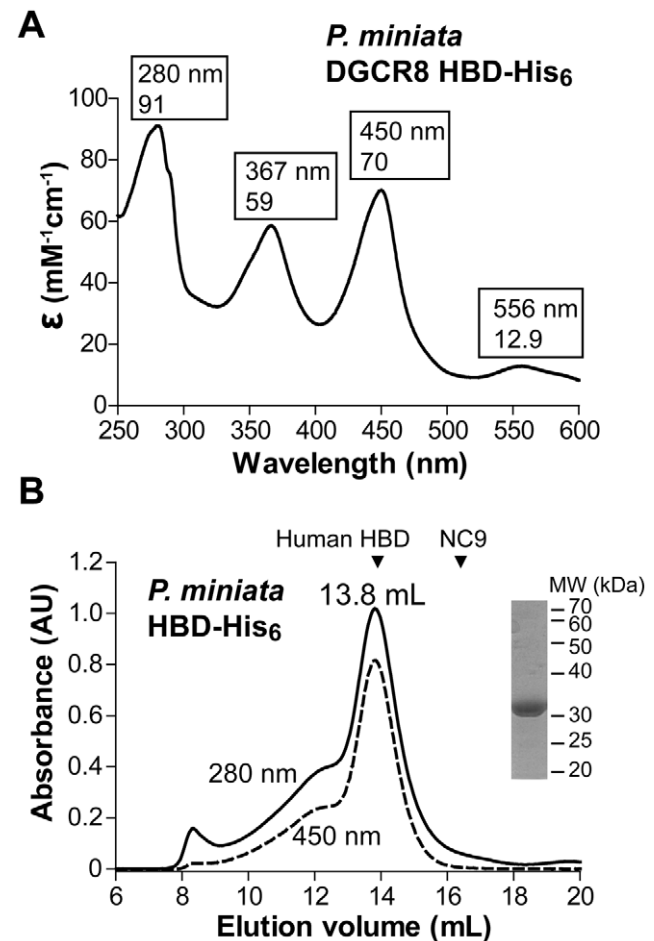 A
P. miniata
DGCR8 HBD-His₆
280 nm
91
367 nm
59
450 nm
70
556 nm
12.9
100
80
60
40
20
0
ε (mM⁻¹cm⁻¹)
250 300 350 400 450 500 550 600
Wavelength (nm)
B
Human HBD NC9
P. miniata
HBD-His₆
13.8 mL
MW (kDa)
70
60
50
40
30
25
20
280 nm
450 nm
1.2
1.0
0.8
0.6
0.4
0.2
0
Absorbance (AU)
6 8 10 12 14 16 18 20
Elution volume (mL)